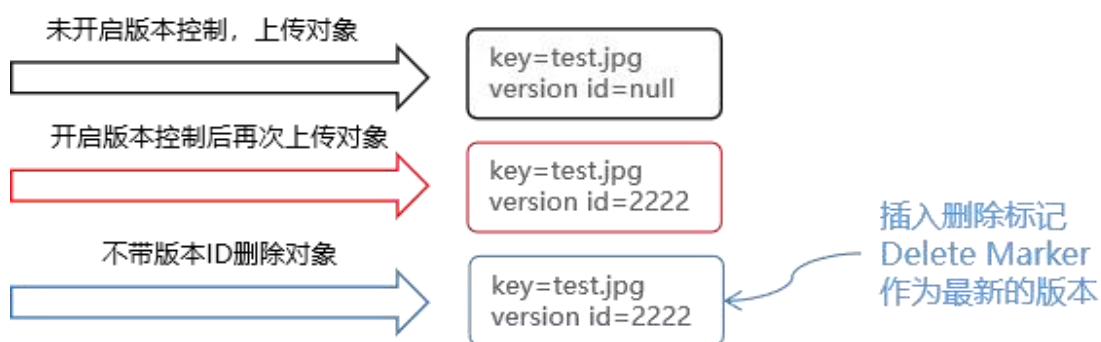 未开启版本控制，上传对象
key=test.jpg
version id=null
开启版本控制后再次上传对象
key=test.jpg
version id=2222
不带版本ID删除对象
key=test.jpg
version id=2222
插入删除标记
Delete Marker
作为最新的版本